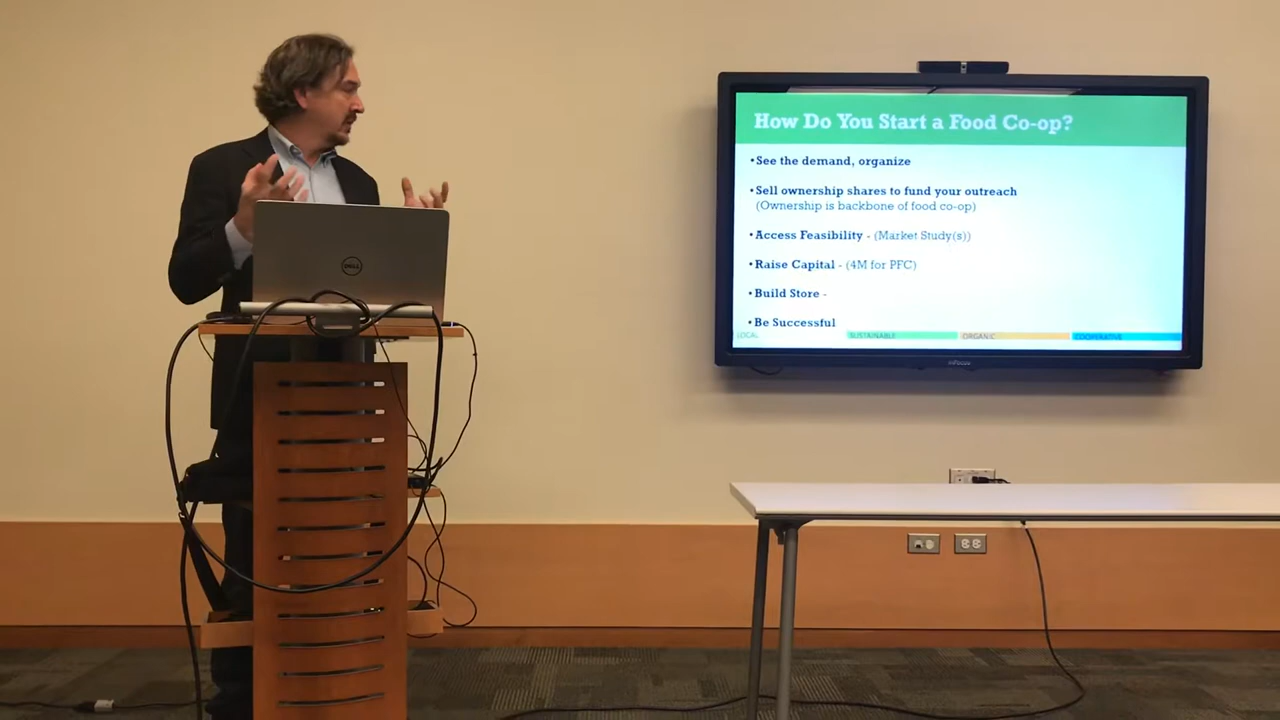 How Do You Start a Food Co-op?
•See the demand, organize
•Sell ownership shares to fund your outreach
(Ownership is backbone of food co-op)
•Access Feasibility - (Market Study(s))
•Raise Capital - (4M for PFC)
•Build Store -
•Be Successful
LOCAL SUSTAINABLE ORGANIC COOPERATIVE
DELL
InFocus